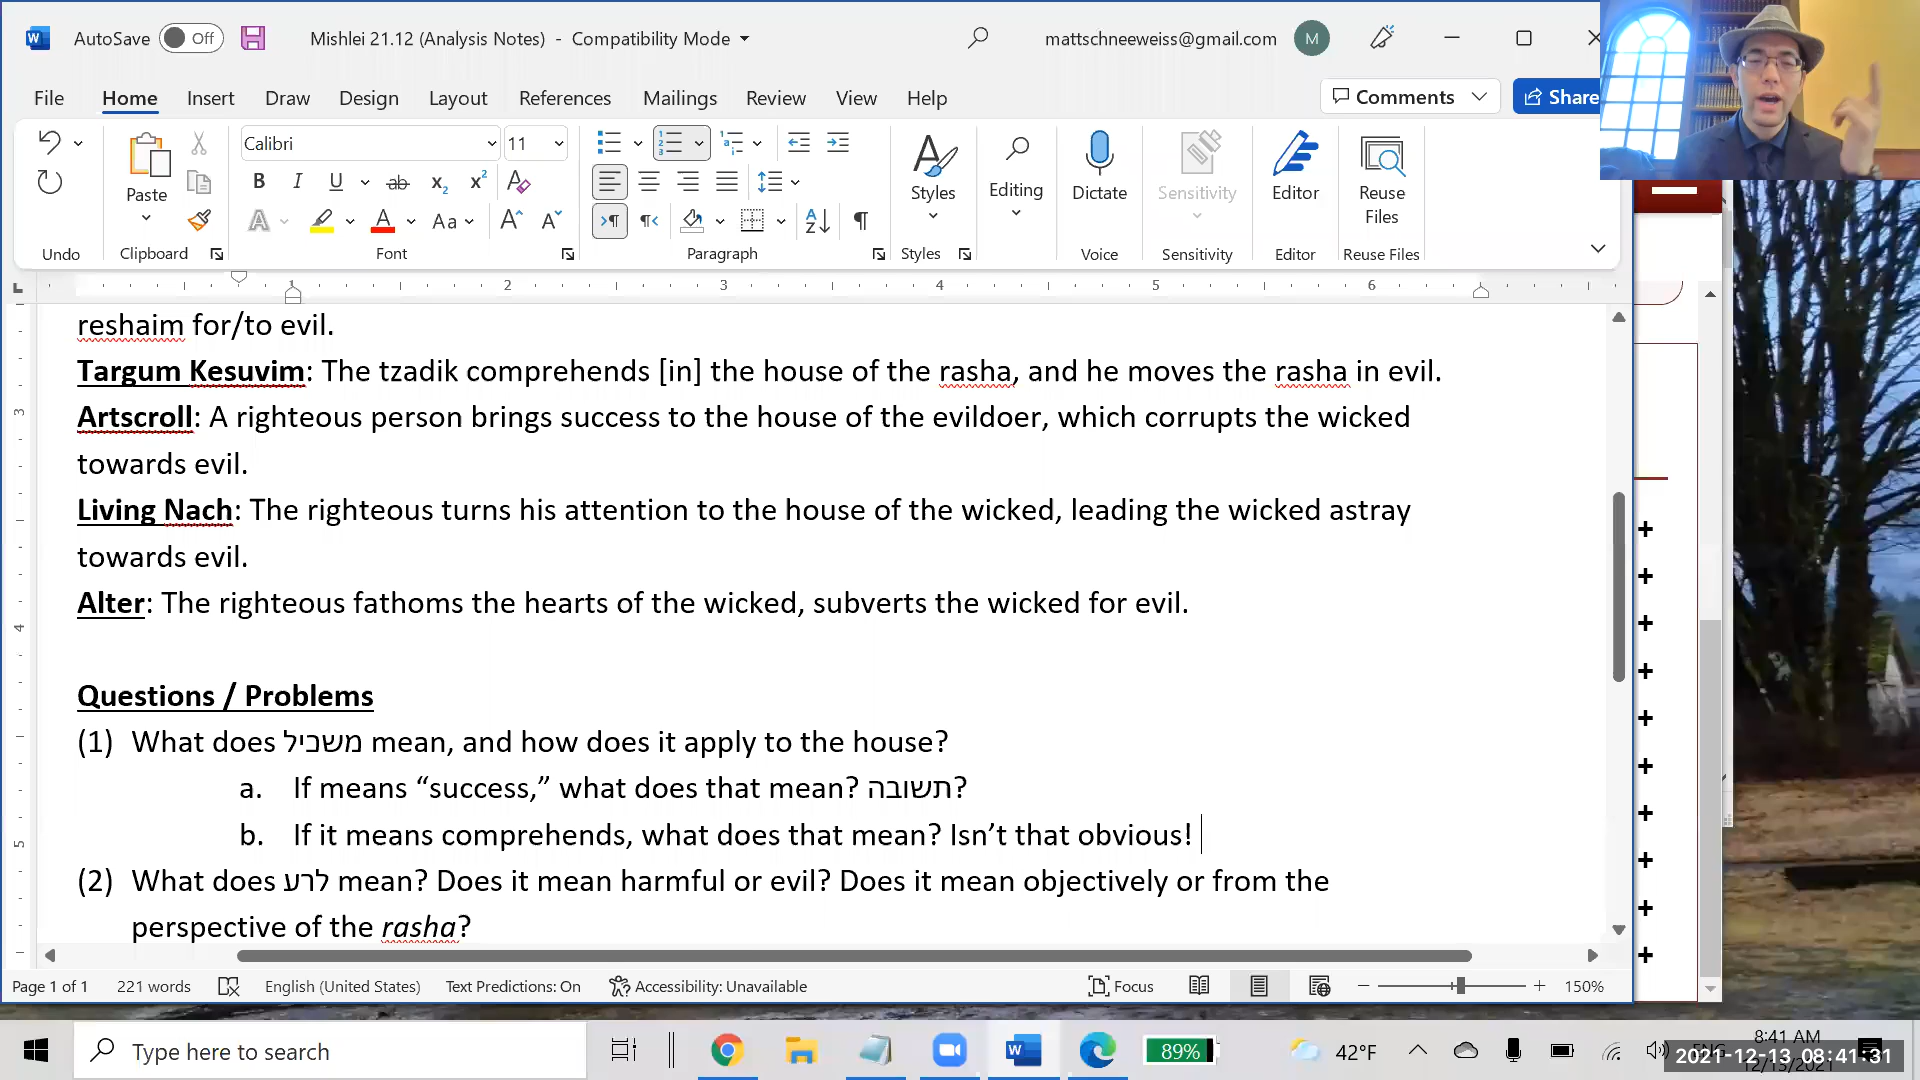 AutoSave Off Mishlei 21.12 (Analysis Notes) - Compatibility Mode mattschneeweiss@gmail.com M
File Home Insert Draw Design Layout References Mailings Review View Help Comments Share
Calibri 11
Paste Styles Editing Dictate Sensitivity Editor Reuse Files
Undo Clipboard Font Paragraph Styles Voice Sensitivity Editor Reuse Files
1 2 3 4 5 6
reshaim for/to evil.
Targum Kesuvim: The tzadik comprehends [in] the house of the rasha, and he moves the rasha in evil.
Artscroll: A righteous person brings success to the house of the evildoer, which corrupts the wicked
towards evil.
Living Nach: The righteous turns his attention to the house of the wicked, leading the wicked astray
towards evil.
Alter: The righteous fathoms the hearts of the wicked, subverts the wicked for evil.
Questions / Problems
(1) What does משכיל mean, and how does it apply to the house?
a. If means “success,” what does that mean? תשובה?
b. If it means comprehends, what does that mean? Isn’t that obvious!
(2) What does לרע mean? Does it mean harmful or evil? Does it mean objectively or from the
perspective of the rasha?
Page 1 of 1 221 words English (United States) Text Predictions: On Accessibility: Unavailable Focus 150%
Type here to search 89% 42°F 8:41 AM
2021-12-13 08:41:31